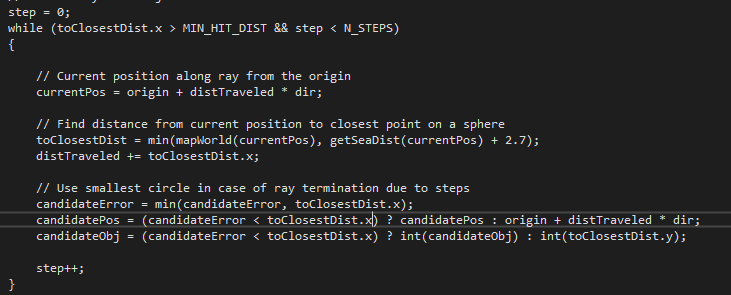 step = 0;
while (toClosestDist.x > MIN_HIT_DIST && step < N_STEPS)
{
// Current position along ray from the origin
currentPos = origin + distTraveled * dir;
// Find distance from current position to closest point on a sphere
toClosestDist = min(mapWorld(currentPos), getSeaDist(currentPos) + 2.7);
distTraveled += toClosestDist.x;
// Use smallest circle in case of ray termination due to steps
candidateError = min(candidateError, toClosestDist.x);
candidatePos = (candidateError < toClosestDist.x) ? candidatePos : origin + distTraveled * dir;
candidateObj = (candidateError < toClosestDist.x) ? int(candidateObj) : int(toClosestDist.y);
step++;
}